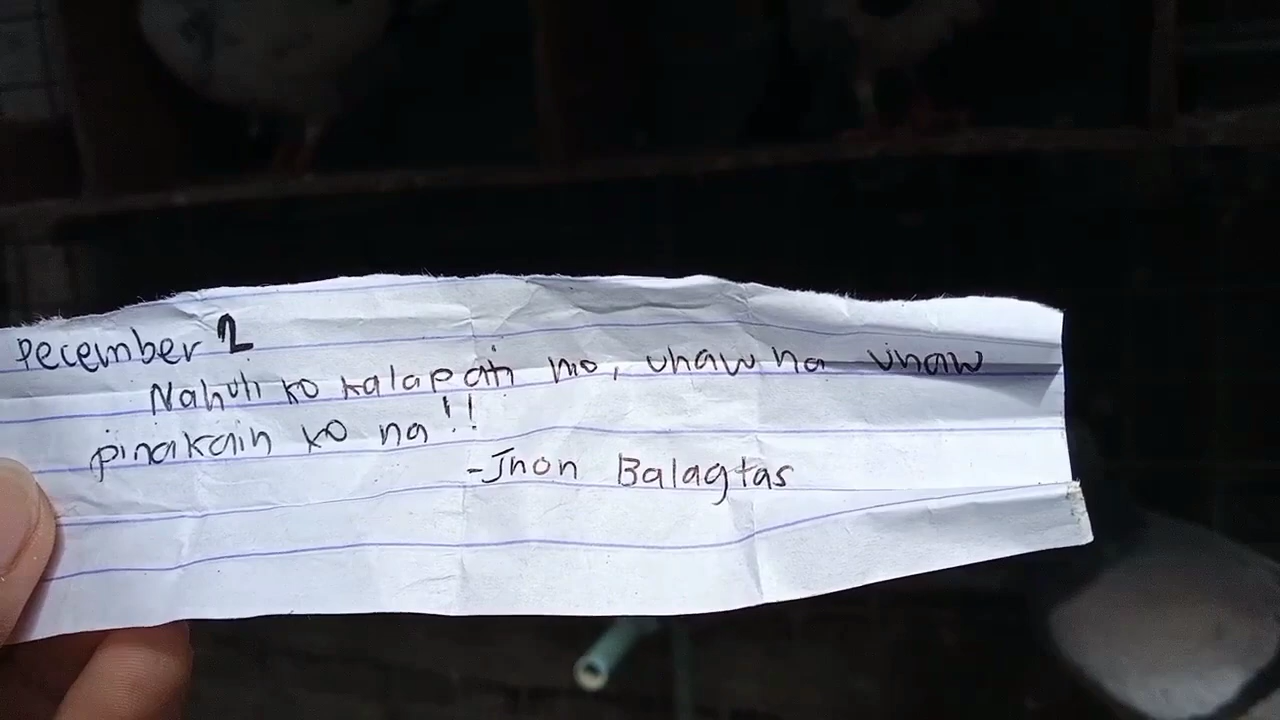 December 2
Nahuli ko kalapati mo, uhaw na uhaw
pinakain ko na!!
-Jhon Balagtas